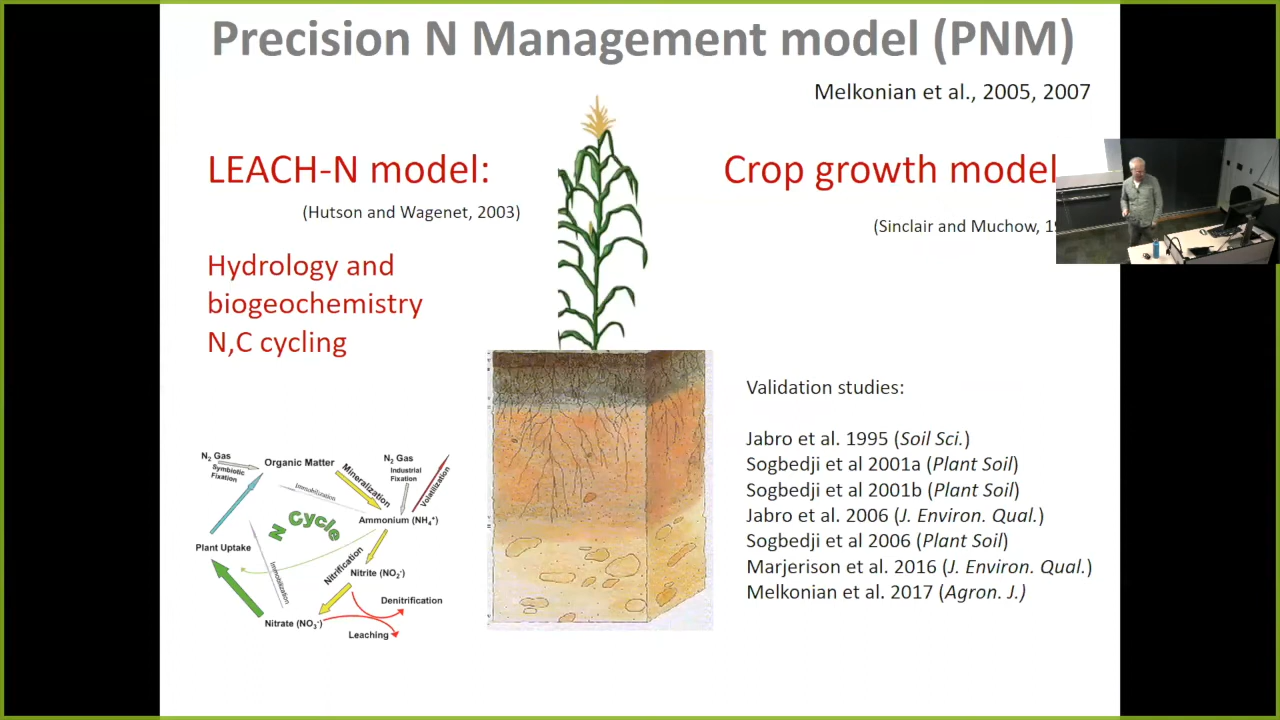 Precision N Management model (PNM)
Melkonian et al., 2005, 2007
LEACH-N model:
(Hutson and Wagenet, 2003)
Hydrology and
biogeochemistry
N,C cycling
Crop growth model
(Sinclair and Muchow,
Validation studies:
Jabro et al. 1995 (Soil Sci.)
Sogbedji et al 2001a (Plant Soil)
Sogbedji et al 2001b (Plant Soil)
Jabro et al. 2006 (J. Environ. Qual.)
Sogbedji et al 2006 (Plant Soil)
Marjerison et al. 2016 (J. Environ. Qual.)
Melkonian et al. 2017 (Agron. J.)
N2 Gas
Symbiotic
Fixation
Organic Matter
Mineralization
N2 Gas
Industrial
Fixation
Volatilization
Immobilization
Ammonium (NH4+)
N Cycle
Plant Uptake
Nitrification
Nitrite (NO2-)
Immobilization
Denitrification
Nitrate (NO3-)
Leaching